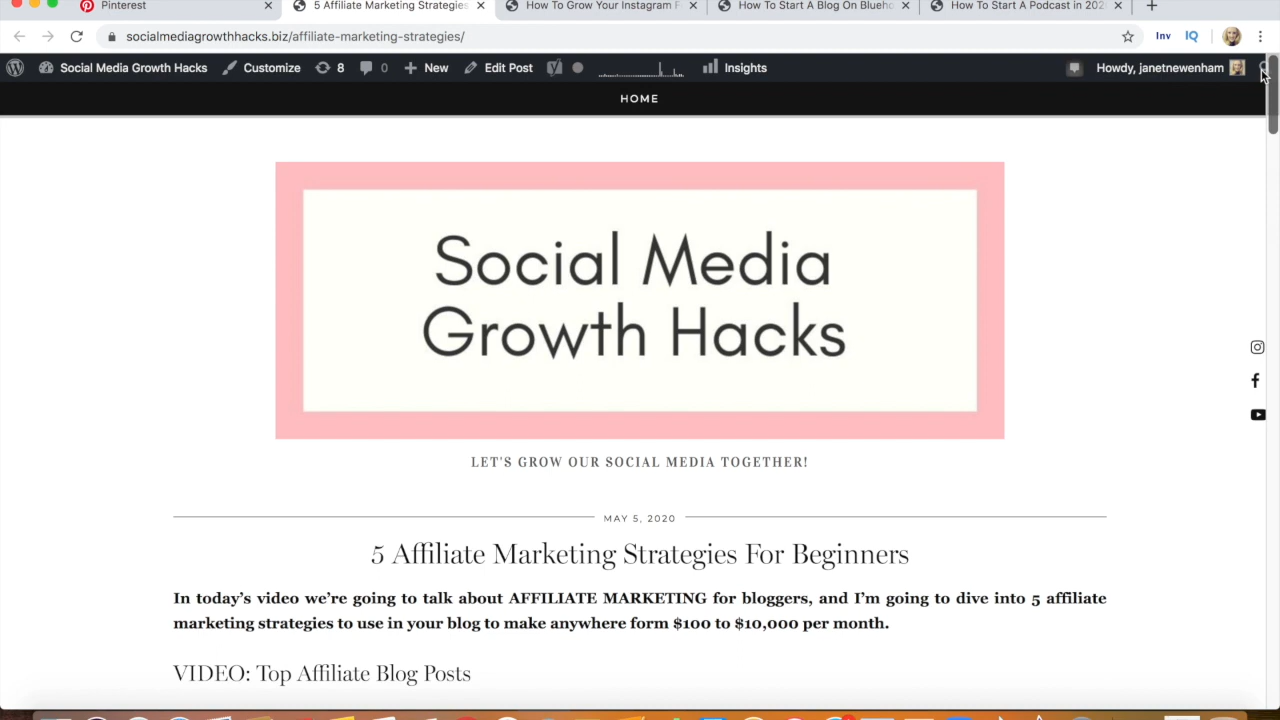 Pinterest
5 Affiliate Marketing Strategies
How To Grow Your Instagram F
How To Start A Blog On Blueho
How To Start A Podcast in 202
socialmediagrowthhacks.biz/affiliate-marketing-strategies/
Inv
IQ
Social Media Growth Hacks
Customize
8
0
New
Edit Post
Insights
Howdy, janetnewenham
HOME
Social Media
Growth Hacks
LET'S GROW OUR SOCIAL MEDIA TOGETHER!
MAY 5, 2020
5 Affiliate Marketing Strategies For Beginners
In today's video we're going to talk about AFFILIATE MARKETING for bloggers, and I'm going to dive into 5 affiliate
marketing strategies to use in your blog to make anywhere form $100 to $10,000 per month.
VIDEO: Top Affiliate Blog Posts